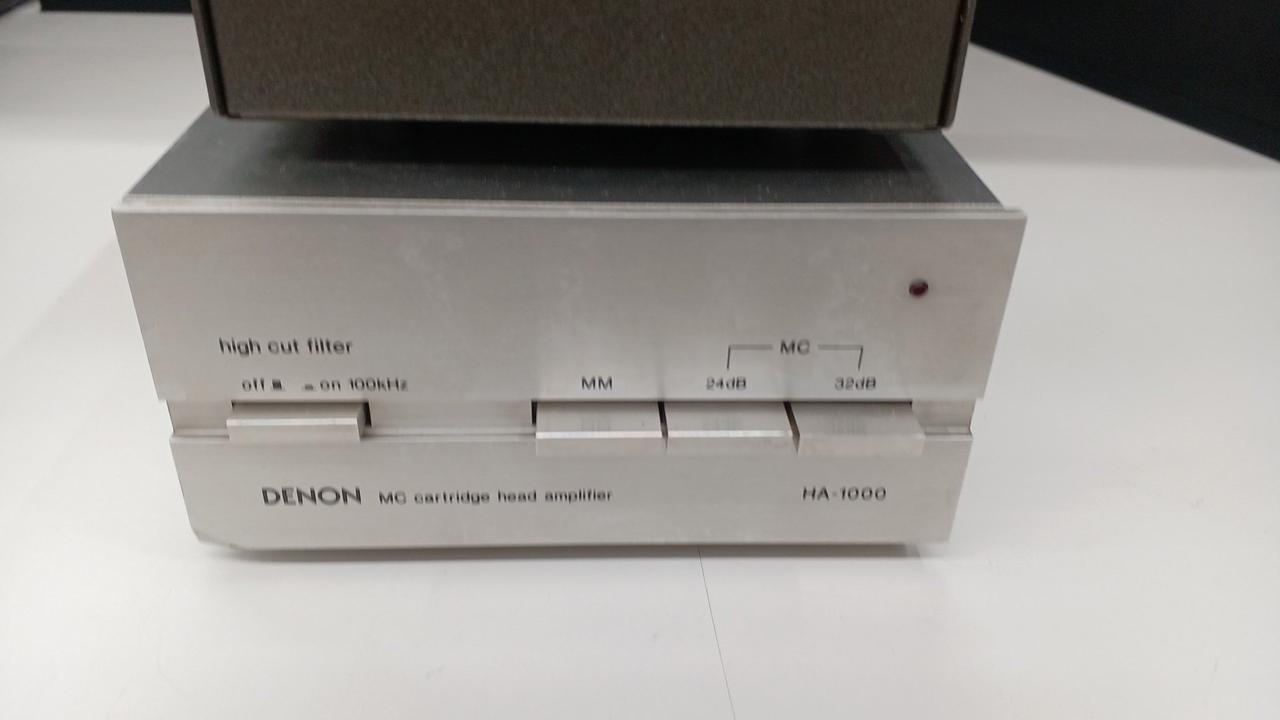 high cut filter
off on 100kHz
MM
MC
24dB
32dB
DENON MC cartridge head amplifier
HA-1000